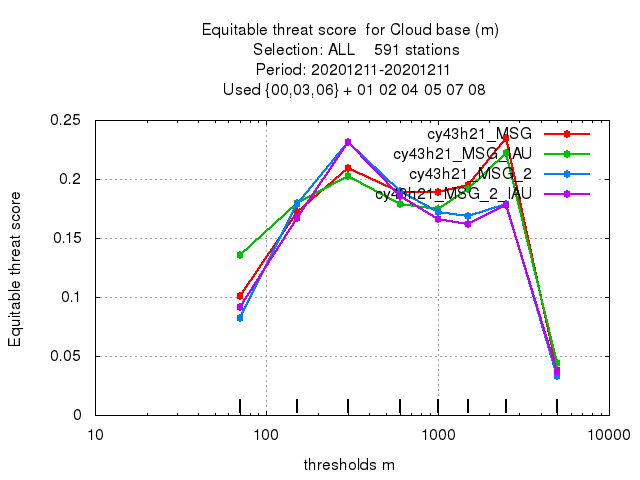 Equitable threat score  for Cloud base (m)
Selection: ALL    591 stations
Period: 20201211-20201211
Used {00,03,06} + 01 02 04 05 07 08
Equitable threat score
0.25
0.2
0.15
0.1
0.05
0
cy43h21_MSG
cy43h21_MSG_IAU
cy43h21_MSG_2
cy43h21_MSG_2_IAU
10
100
1000
10000
thresholds m